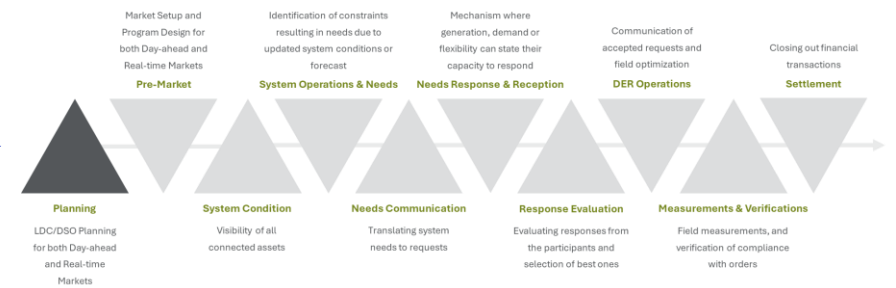 Market Setup and
Program Design for
both Day-ahead and
Real-time Markets
Pre-Market
Identification of constraints
resulting in needs due to
updated system conditions or
forecast
System Operations & Needs
Mechanism where
generation, demand or
flexibility can state their
capacity to respond
Needs Response & Reception
Communication of
accepted requests and
field optimization
DER Operations
Closing out financial
transactions
Settlement
Planning
LDC/DSO Planning
for both Day-ahead
and Real-time
Markets
System Condition
Visibility of all
connected assets
Needs Communication
Translating system
needs to requests
Response Evaluation
Evaluating responses from
the participants and
selection of best ones
Measurements & Verifications
Field measurements, and
verification of compliance
with orders